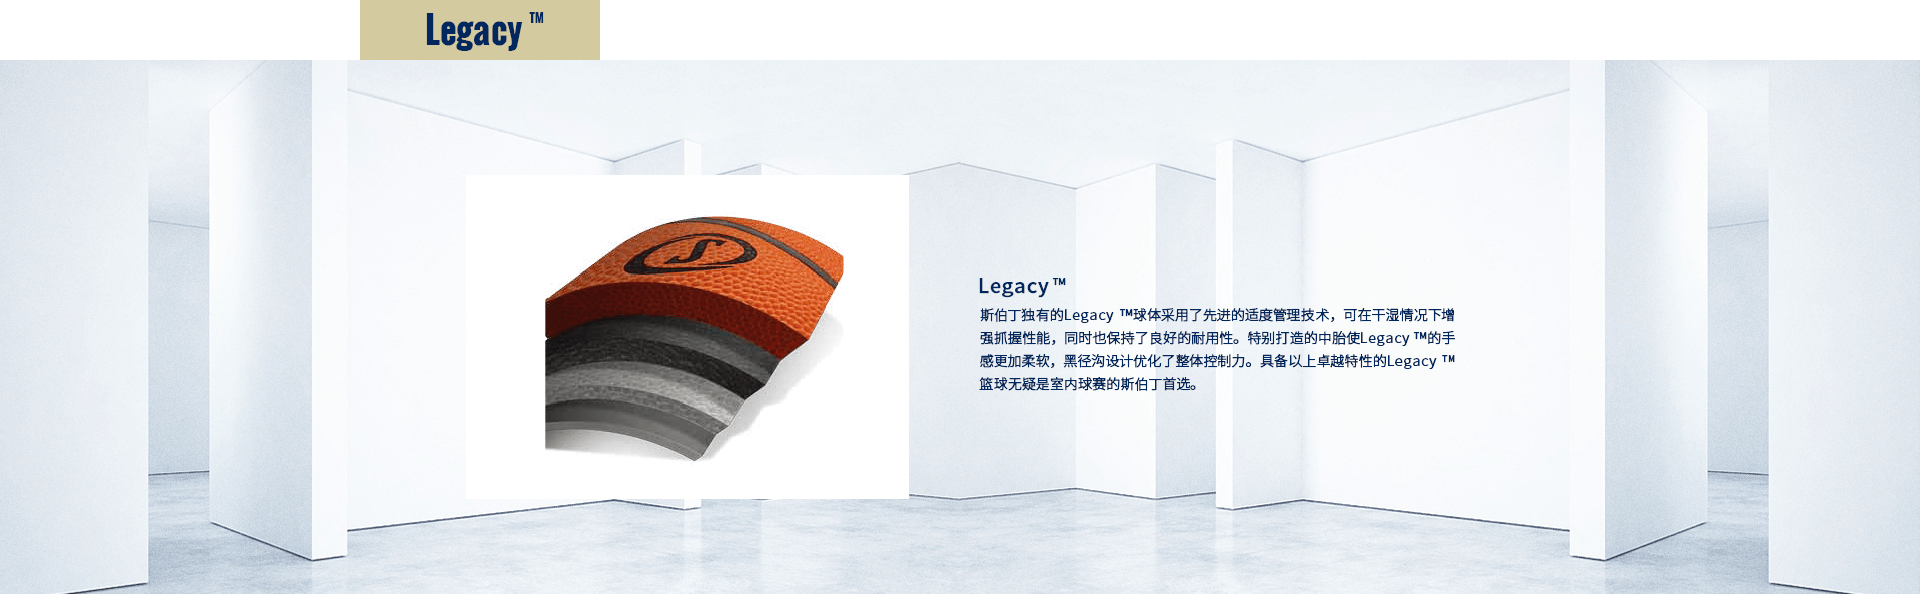 Legacy ™
Legacy™
斯伯丁独有的Legacy ™球体采用了先进的适度管理技术，可在干湿情况下增
强抓握性能，同时也保持了良好的耐用性。特别打造的中胎使Legacy ™的手
感更加柔软，黑径沟设计优化了整体控制力。具备以上卓越特性的Legacy ™
篮球无疑是室内球赛的斯伯丁首选。